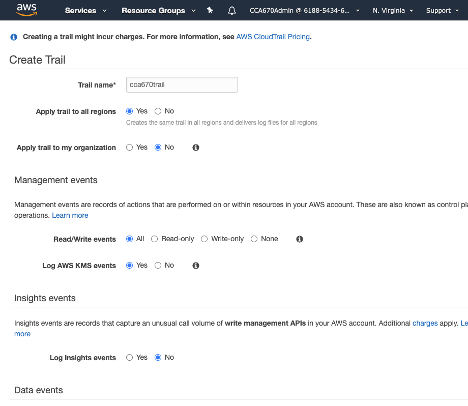 aws
Services Resource Groups CCA670Admin @ 6188-5434-6... N. Virginia Support
Creating a trail might incur charges. For more information, see AWS CloudTrail Pricing.
Create Trail
Trail name* cca670trail
Apply trail to all regions Yes No
Creates the same trail in all regions and delivers log files for all regions
Apply trail to my organization Yes No
Management events
Management events are records of actions that are performed on or within resources in your AWS account. These are also known as control pla
operations. Learn more
Read/Write events All Read-only Write-only None
Log AWS KMS events Yes No
Insights events
Insights events are records that capture an unusual call volume of write management APIs in your AWS account. Additional charges apply. Le
more
Log Insights events Yes No
Data events